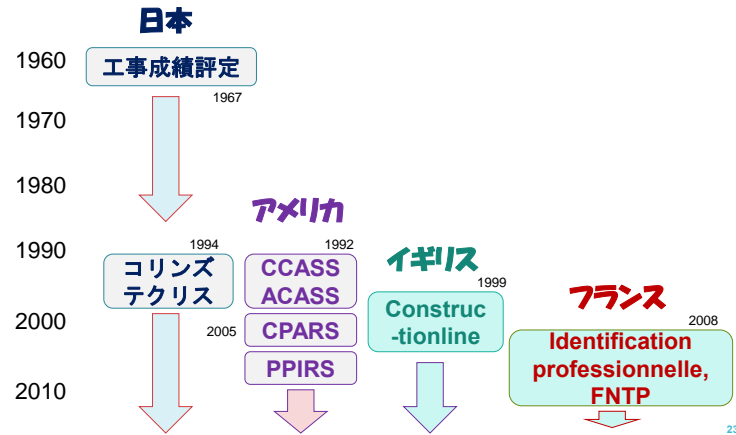 日本
1960
工事成績評定
1967
1970
1980
アメリカ
1990
1994
コリンズ
テクリス
1992
CCASS
ACASS
イギリス
1999
Construc
-tionline
フランス
2000
2005
CPARS
2008
Identification
professionnelle,
FNTP
PPIRS
2010
23